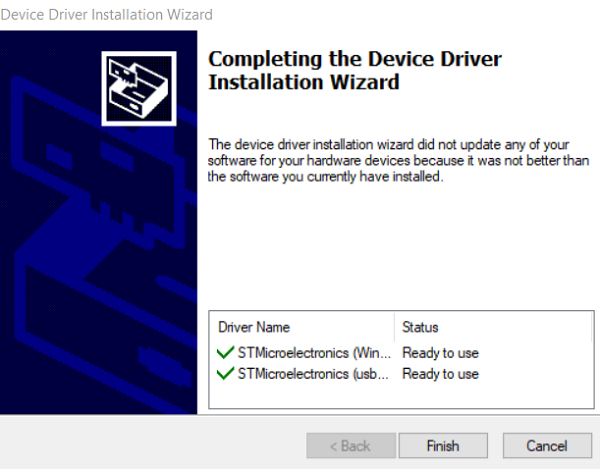 Device Driver Installation Wizard
Completing the Device Driver
Installation Wizard
The device driver installation wizard did not update any of your
software for your hardware devices because it was not better than
the software you currently have installed.
Driver Name Status
STMicroelectronics (Win... Ready to use
STMicroelectronics (usb... Ready to use
< Back Finish Cancel